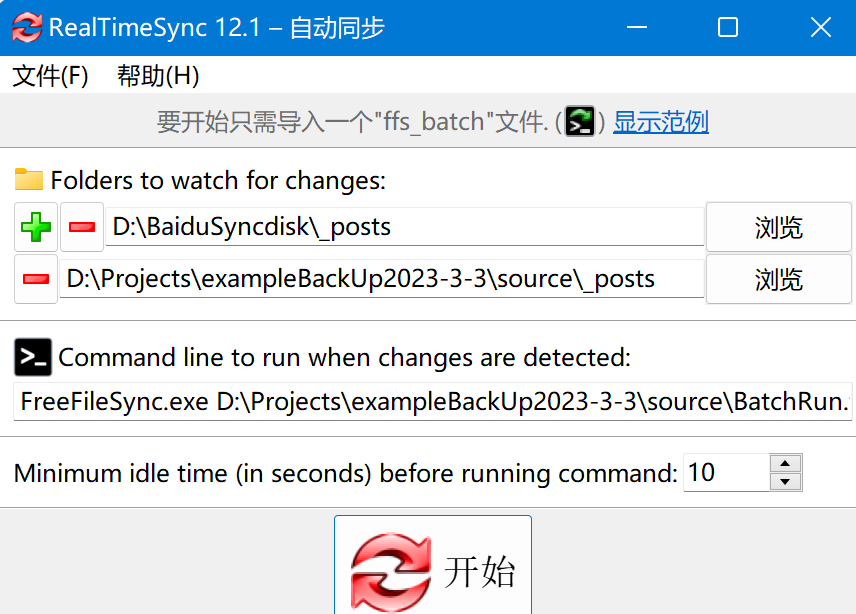 RealTimeSync 12.1 – 自动同步
文件(F) 帮助(H)
要开始只需导入一个"ffs_batch"文件. ( ) 显示范例
Folders to watch for changes:
D:\BaiduSyncdisk\_posts 浏览
D:\Projects\exampleBackUp2023-3-3\source\_posts 浏览
Command line to run when changes are detected:
FreeFileSync.exe D:\Projects\exampleBackUp2023-3-3\source\BatchRun.
Minimum idle time (in seconds) before running command: 10
开始